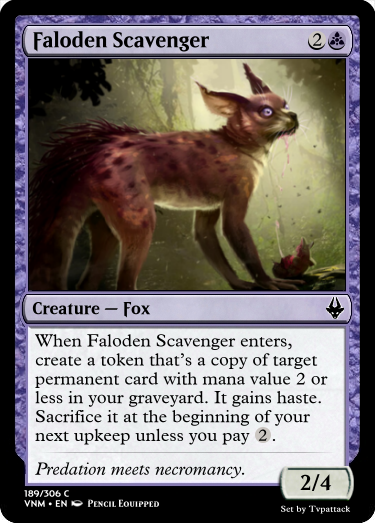 Faloden Scavenger 2
Creature — Fox
When Faloden Scavenger enters,
create a token that's a copy of target
permanent card with mana value 2 or
less in your graveyard. It gains haste.
Sacrifice it at the beginning of your
next upkeep unless you pay 2.
Predation meets necromancy.
2/4
189/306 C
VNM • EN Pencil Equipped
Set by Tvpattack